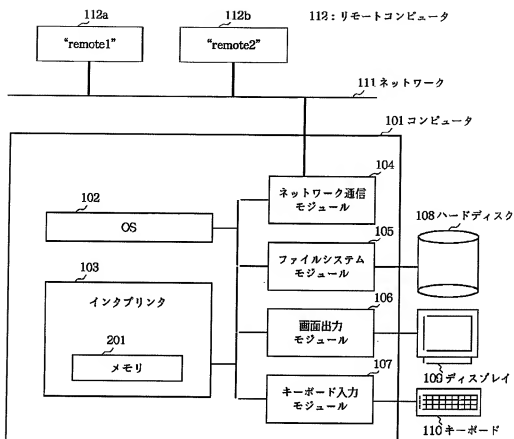 112a
112b
112：リモートコンピュータ
“remote1”
“remote2”
111 ネットワーク
101 コンピュータ
104
ネットワーク通信
モジュール
102
OS
105
108 ハードディスク
ファイルシステム
モジュール
103
インタプリンタ
106
画面出力
モジュール
201
メモリ
107
109 ディスプレイ
キーボード入力
モジュール
110 キーボード